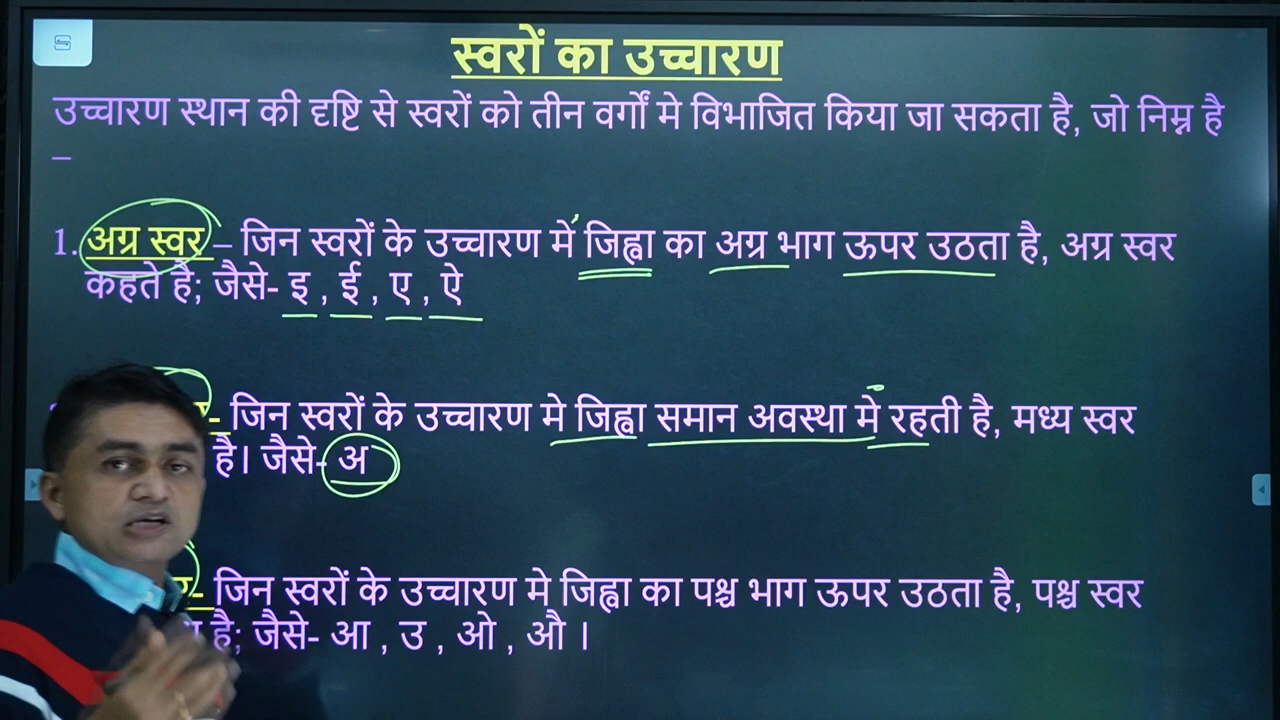 स्वरों का उच्चारण
उच्चारण स्थान की दृष्टि से स्वरों को तीन वर्गों मे विभाजित किया जा सकता है, जो निम्न है
–
1. अग्र स्वर – जिन स्वरों के उच्चारण में जिह्वा का अग्र भाग ऊपर उठता है, अग्र स्वर
कहते है; जैसे- इ , ई , ए , ऐ
- जिन स्वरों के उच्चारण मे जिह्वा समान अवस्था में रहती है, मध्य स्वर
है। जैसे- अ
- जिन स्वरों के उच्चारण मे जिह्वा का पश्च भाग ऊपर उठता है, पश्च स्वर
है; जैसे- आ , उ , ओ , औ ।